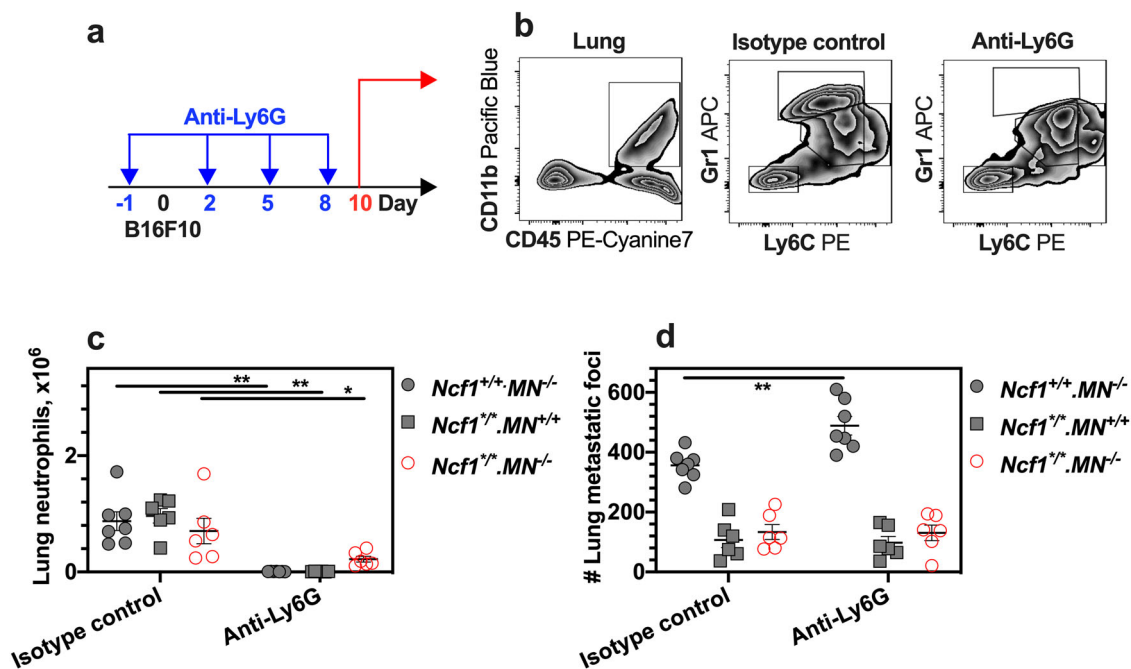 a
Anti-Ly6G
-1 0 2 5 8 10 Day
B16F10
b
Lung
CD11b Pacific Blue
CD45 PE-Cyanine7
Isotype control
Gr1 APC
Ly6C PE
Anti-Ly6G
Gr1 APC
Ly6C PE
c
Lung neutrophils, x10⁶
2
0
**
**
*
Isotype control
Anti-Ly6G
Ncf1+/+.MN-/-
Ncf1*/*.MN+/+
Ncf1*/*.MN-/-
d
# Lung metastatic foci
600
400
200
0
**
Isotype control
Anti-Ly6G
Ncf1+/+.MN-/-
Ncf1*/*.MN+/+
Ncf1*/*.MN-/-